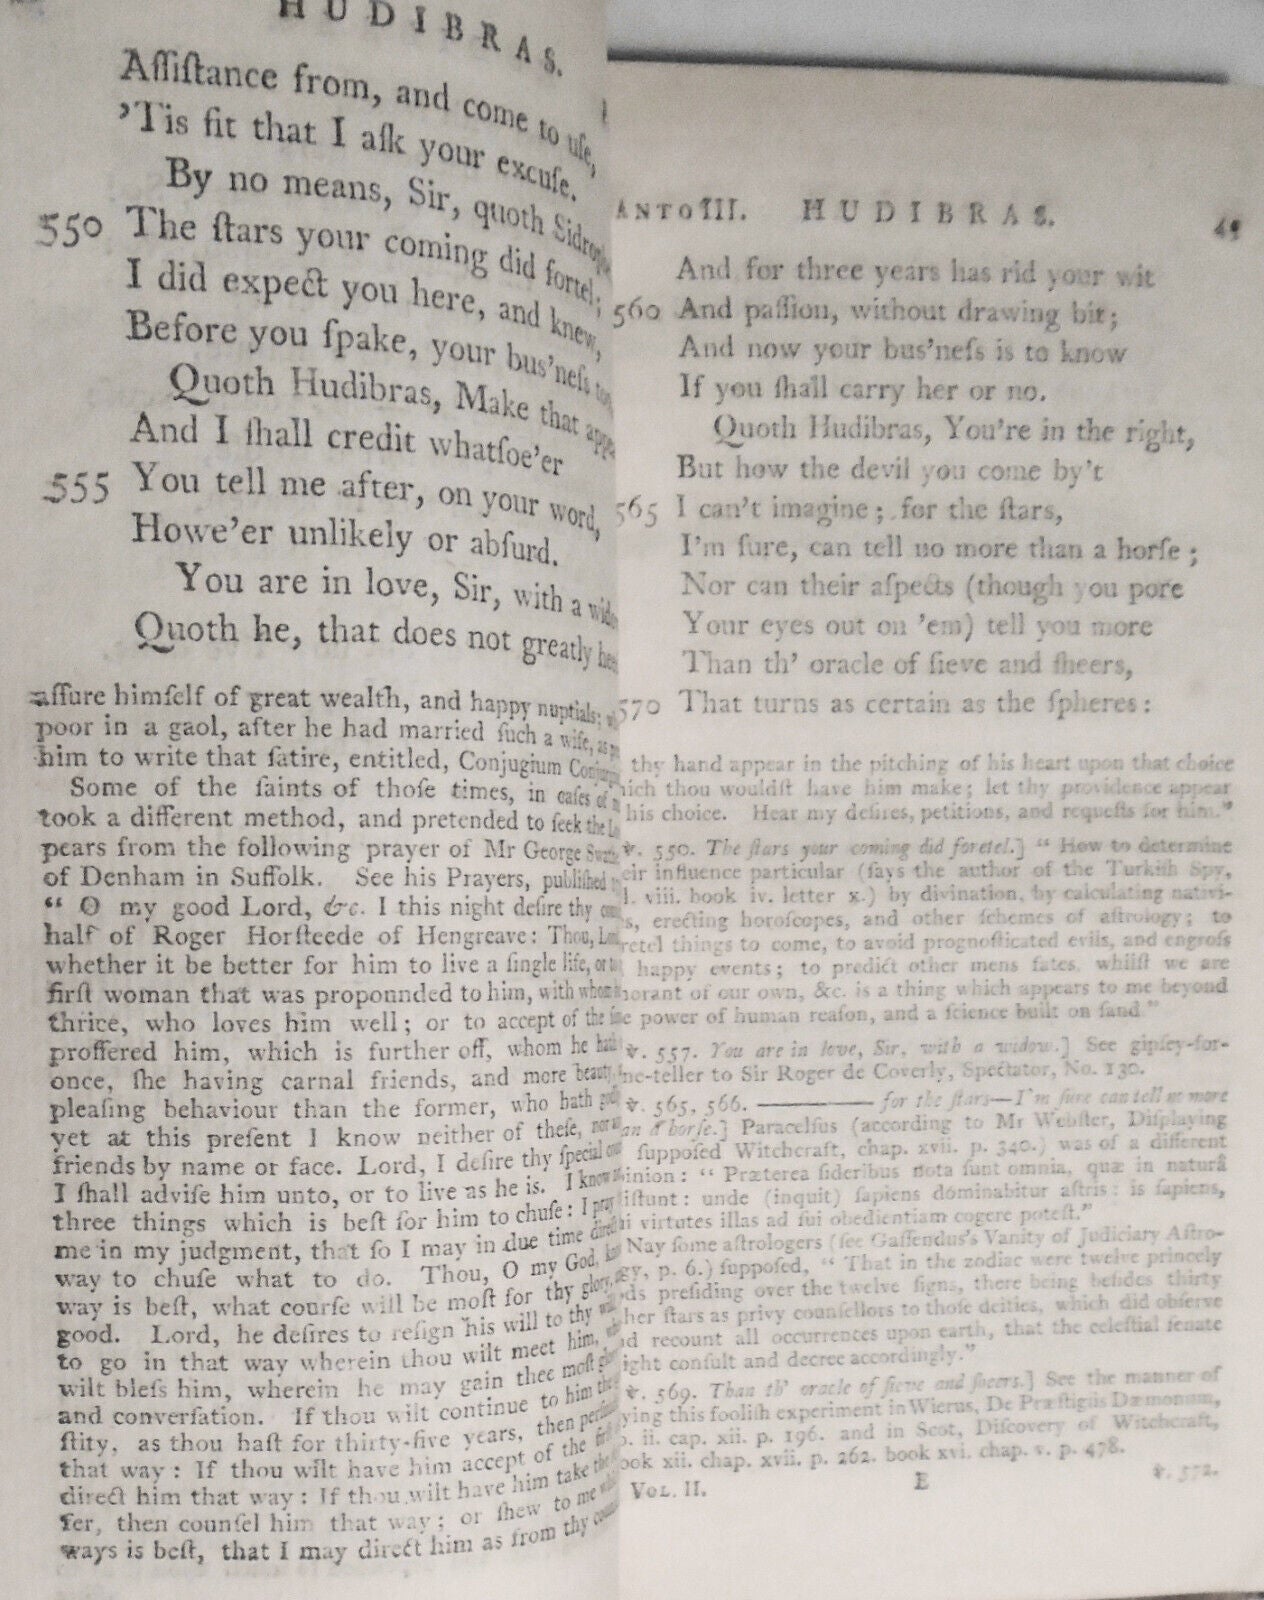 HUDIBRAS.
Aſſiſtance from, and come to uſe,
'Tis fit that I aſk your excuſe.
By no means, Sir, quoth
550 The ſtars your coming did fortel;
I did expect you here, and knew,
Before you ſpake, your bus'neſs
Quoth Hudibras, Make that
And I ſhall credit whatſoe'er
555 You tell me after, on your word,
Howe'er unlikely or abſurd.
You are in love, Sir, with a
Quoth he, that does not greatly
aſſure himſelf of great wealth, and happy nuptials;
poor in a gaol, after he had married ſuch a wife, as
him to write that ſatire, entitled, Conjugium
Some of the ſaints of thoſe times, in caſes of
took a different method, and pretended to ſeek the
pears from the following prayer of Mr George
of Denham in Suffolk. See his Prayers, publiſhed
“ O my good Lord, &c. I this night deſire thy
half of Roger Horſteede of Hengreave: Thou,
whether it be better for him to live a ſingle life, or
firſt woman that was proponnded to him, with whom
thrice, who loves him well; or to accept of the
proffered him, which is further off, whom he
once, ſhe having carnal friends, and more
pleaſing behaviour than the former, who hath
yet at this preſent I know neither of theſe, nor
friends by name or face. Lord, I deſire thy ſpecial
I ſhall adviſe him unto, or to live as he is. I know
three things which is beſt for him to chuſe: I pray
me in my judgment, that ſo I may in due time
way to chuſe what to do. Thou, O my God,
way is beſt, what courſe will be moſt for thy glory,
good. Lord, he deſires to reſign his will to thy
to go in that way wherein thou wilt meet him,
wilt bleſs him, wherein he may gain thee moſt
and converſation. If thou wilt continue to him
ſtity, as thou haſt for thirty-five years, then
that way: If thou wilt have him accept of the
direct him that way: If thou wilt have him take the
fer, then counſel him that way; or ſhew to me
ways is beſt, that I may direct him as from thy
ANTO III. HUDIBRAS.
And for three years has rid your wit
560 And paſſion, without drawing bit;
And now your bus'neſs is to know
If you ſhall carry her or no.
Quoth Hudibras, You're in the right,
But how the devil you come by't
565 I can't imagine; for the ſtars,
I'm ſure, can tell no more than a horſe;
Nor can their aſpects (though you pore
Your eyes out on 'em) tell you more
Than th' oracle of ſieve and ſheers,
570 That turns as certain as the ſpheres:
thy hand appear in the pitching of his heart upon that choice
hich thou wouldſt have him make; let thy providence appear
his choice. Hear my deſires, petitions, and requeſts for him.”
℣. 550. The ſtars your coming did foretel.] “ How to determine
eir influence particular (ſays the author of the Turkiſh Spy,
l. viii. book iv. letter x.) by divination, by calculating nativi-
s, erecting horoſcopes, and other ſchemes of aſtrology; to
retel things to come, to avoid prognoſticated evils, and engroſs
happy events; to predict other mens fates, whilſt we are
norant of our own, &c. is a thing which appears to me beyond
e power of human reaſon, and a ſcience built on ſand.”
℣. 557. You are in love, Sir, with a widow.] See gipſey-for-
ne-teller to Sir Roger de Coverly, Spectator, No. 130.
℣. 565, 566. ——— for the ſtars—I'm ſure can tell no more
an a horſe.] Paracelſus (according to Mr Webſter, Diſplaying
ſuppoſed Witchcraft, chap. xvii. p. 340.) was of a different
inion: “ Præterea ſideribus nota ſunt omnia, quæ in naturâ
iſtunt: unde (inquit) ſapiens dominabitur aſtris: is ſapiens,
i virtutes illas ad ſui obedientiam cogere poteſt.”
Nay ſome aſtrologers (ſee Gaſſendus's Vanity of Judiciary Aſtro-
gy, p. 6.) ſuppoſed, “ That in the zodiac were twelve princely
ds preſiding over the twelve ſigns, there being beſides thirty
her ſtars as privy counſellors to thoſe deities, which did obſerve
d recount all occurrences upon earth, that the celeſtial ſenate
ight conſult and decree accordingly.”
℣. 569. Than th' oracle of ſieve and ſheers.] See the manner of
ying this fooliſh experiment in Wierus, De Præſtigiis Dæmonum,
b. ii. cap. xii. p. 196. and in Scot, Diſcovery of Witchcraft,
ook xii. chap. xvii. p. 262. book xvi. chap. v. p. 478.
VOL. II. E ℣. 572.